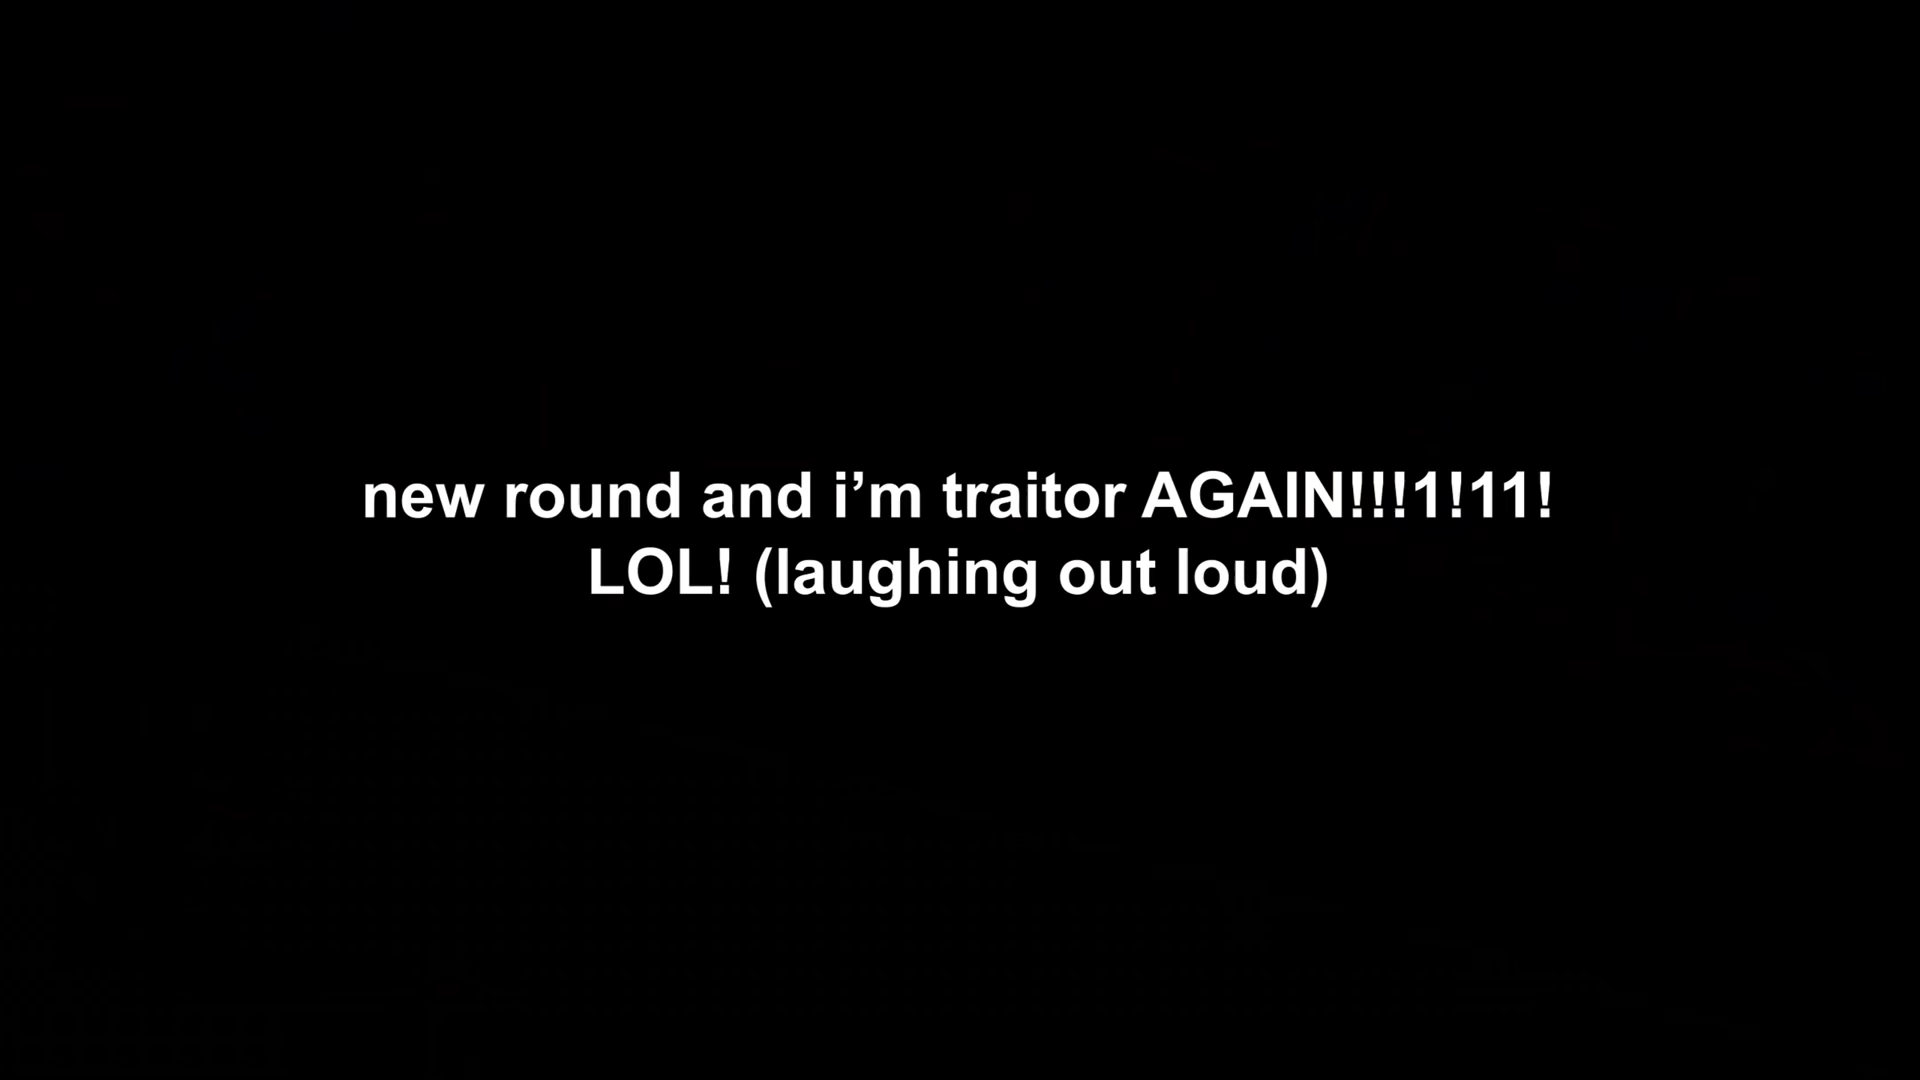 new round and i’m traitor AGAIN!!!1!11!
LOL! (laughing out loud)